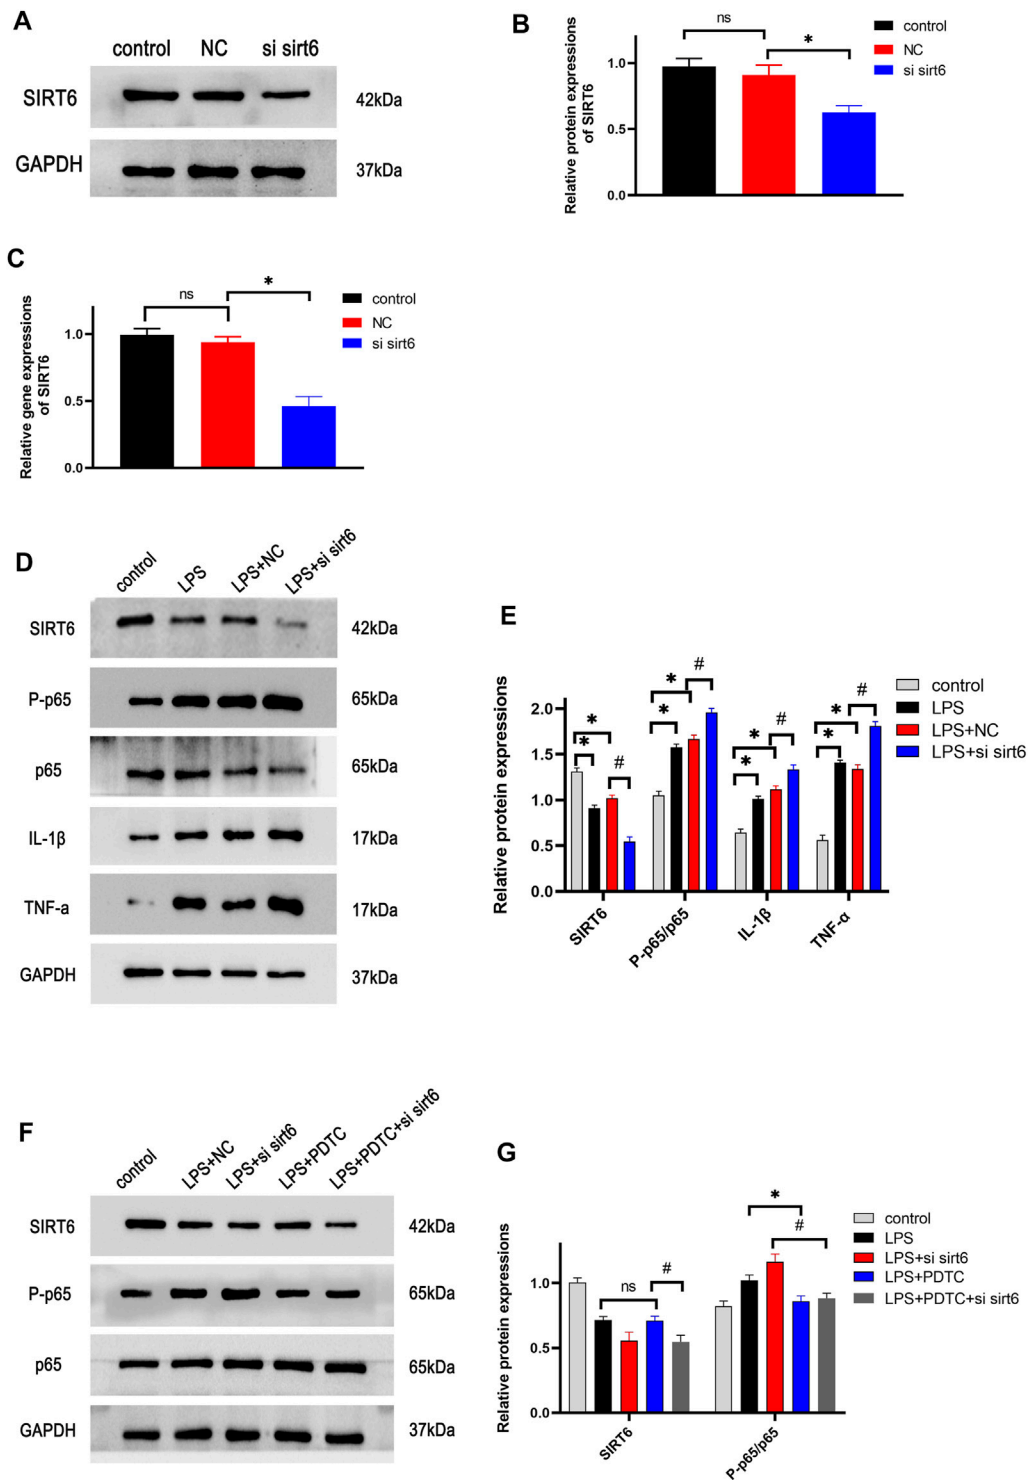 A
control NC si sirt6
SIRT6 42kDa
GAPDH 37kDa
B
Relative protein expressions
of SIRT6
1.0
0.5
0.0
ns
*
control
NC
si sirt6
C
Relative gene expressions
of SIRT6
1.0
0.5
0.0
ns
*
control
NC
si sirt6
D
control LPS LPS+NC LPS+si sirt6
SIRT6 42kDa
P-p65 65kDa
p65 65kDa
IL-1β 17kDa
TNF-a 17kDa
GAPDH 37kDa
E
Relative protein expressions
2.0
1.5
1.0
0.5
0.0
* * #
* * #
* * #
* * #
SIRT6 P-p65/p65 IL-1β TNF-α
control
LPS
LPS+NC
LPS+si sirt6
F
control LPS+NC LPS+si sirt6 LPS+PDTC LPS+PDTC+si sirt6
SIRT6 42kDa
P-p65 65kDa
p65 65kDa
GAPDH 37kDa
G
Relative protein expressions
1.0
0.5
0.0
ns #
* #
SIRT6 P-p65/p65
control
LPS
LPS+si sirt6
LPS+PDTC
LPS+PDTC+si sirt6